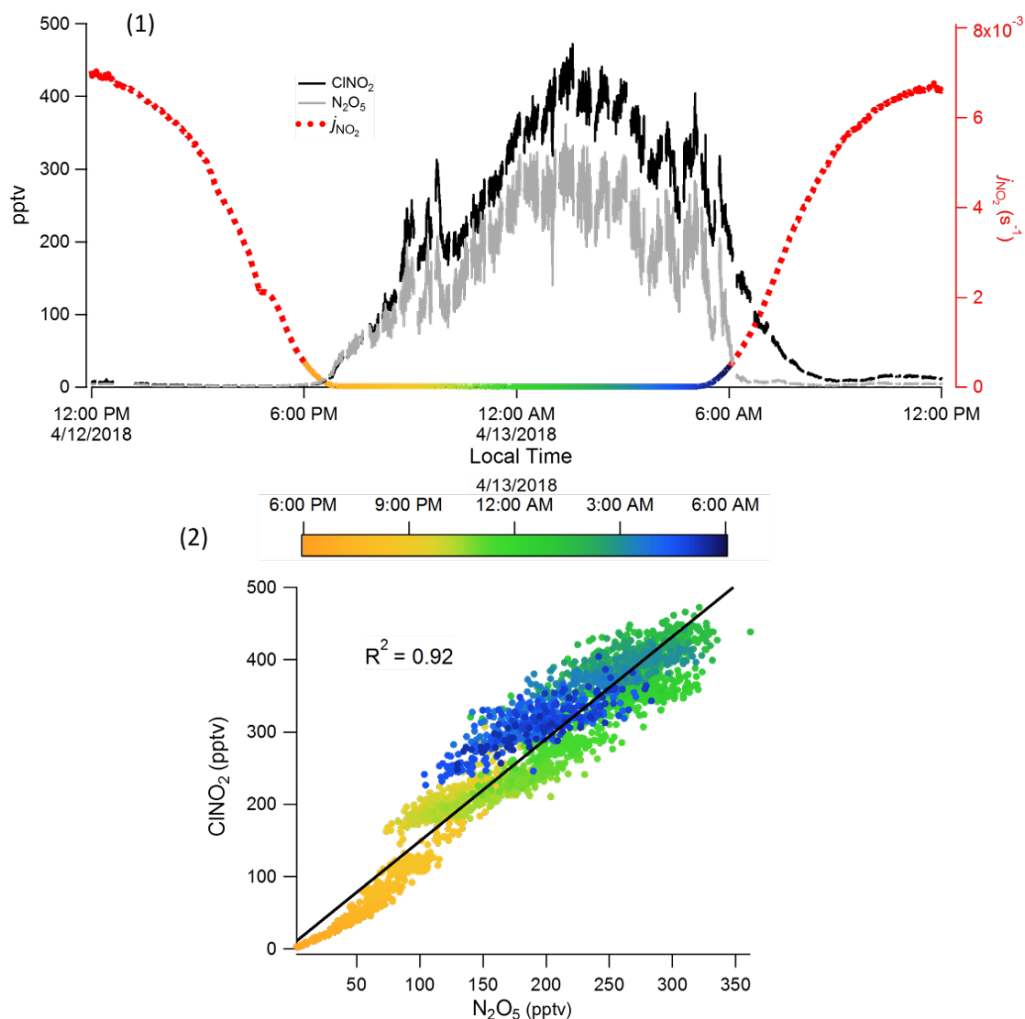 (1)
500
400
300
200
100
0
pptv
ClNO₂
N₂O₅
jNO₂
8x10⁻³
6
4
2
0
jNO₂ (s⁻¹)
12:00 PM
4/12/2018
6:00 PM
12:00 AM
4/13/2018
6:00 AM
12:00 PM
Local Time
4/13/2018
6:00 PM 9:00 PM 12:00 AM 3:00 AM 6:00 AM
(2)
500
400
300
200
100
0
ClNO₂ (pptv)
R² = 0.92
50 100 150 200 250 300 350
N₂O₅ (pptv)